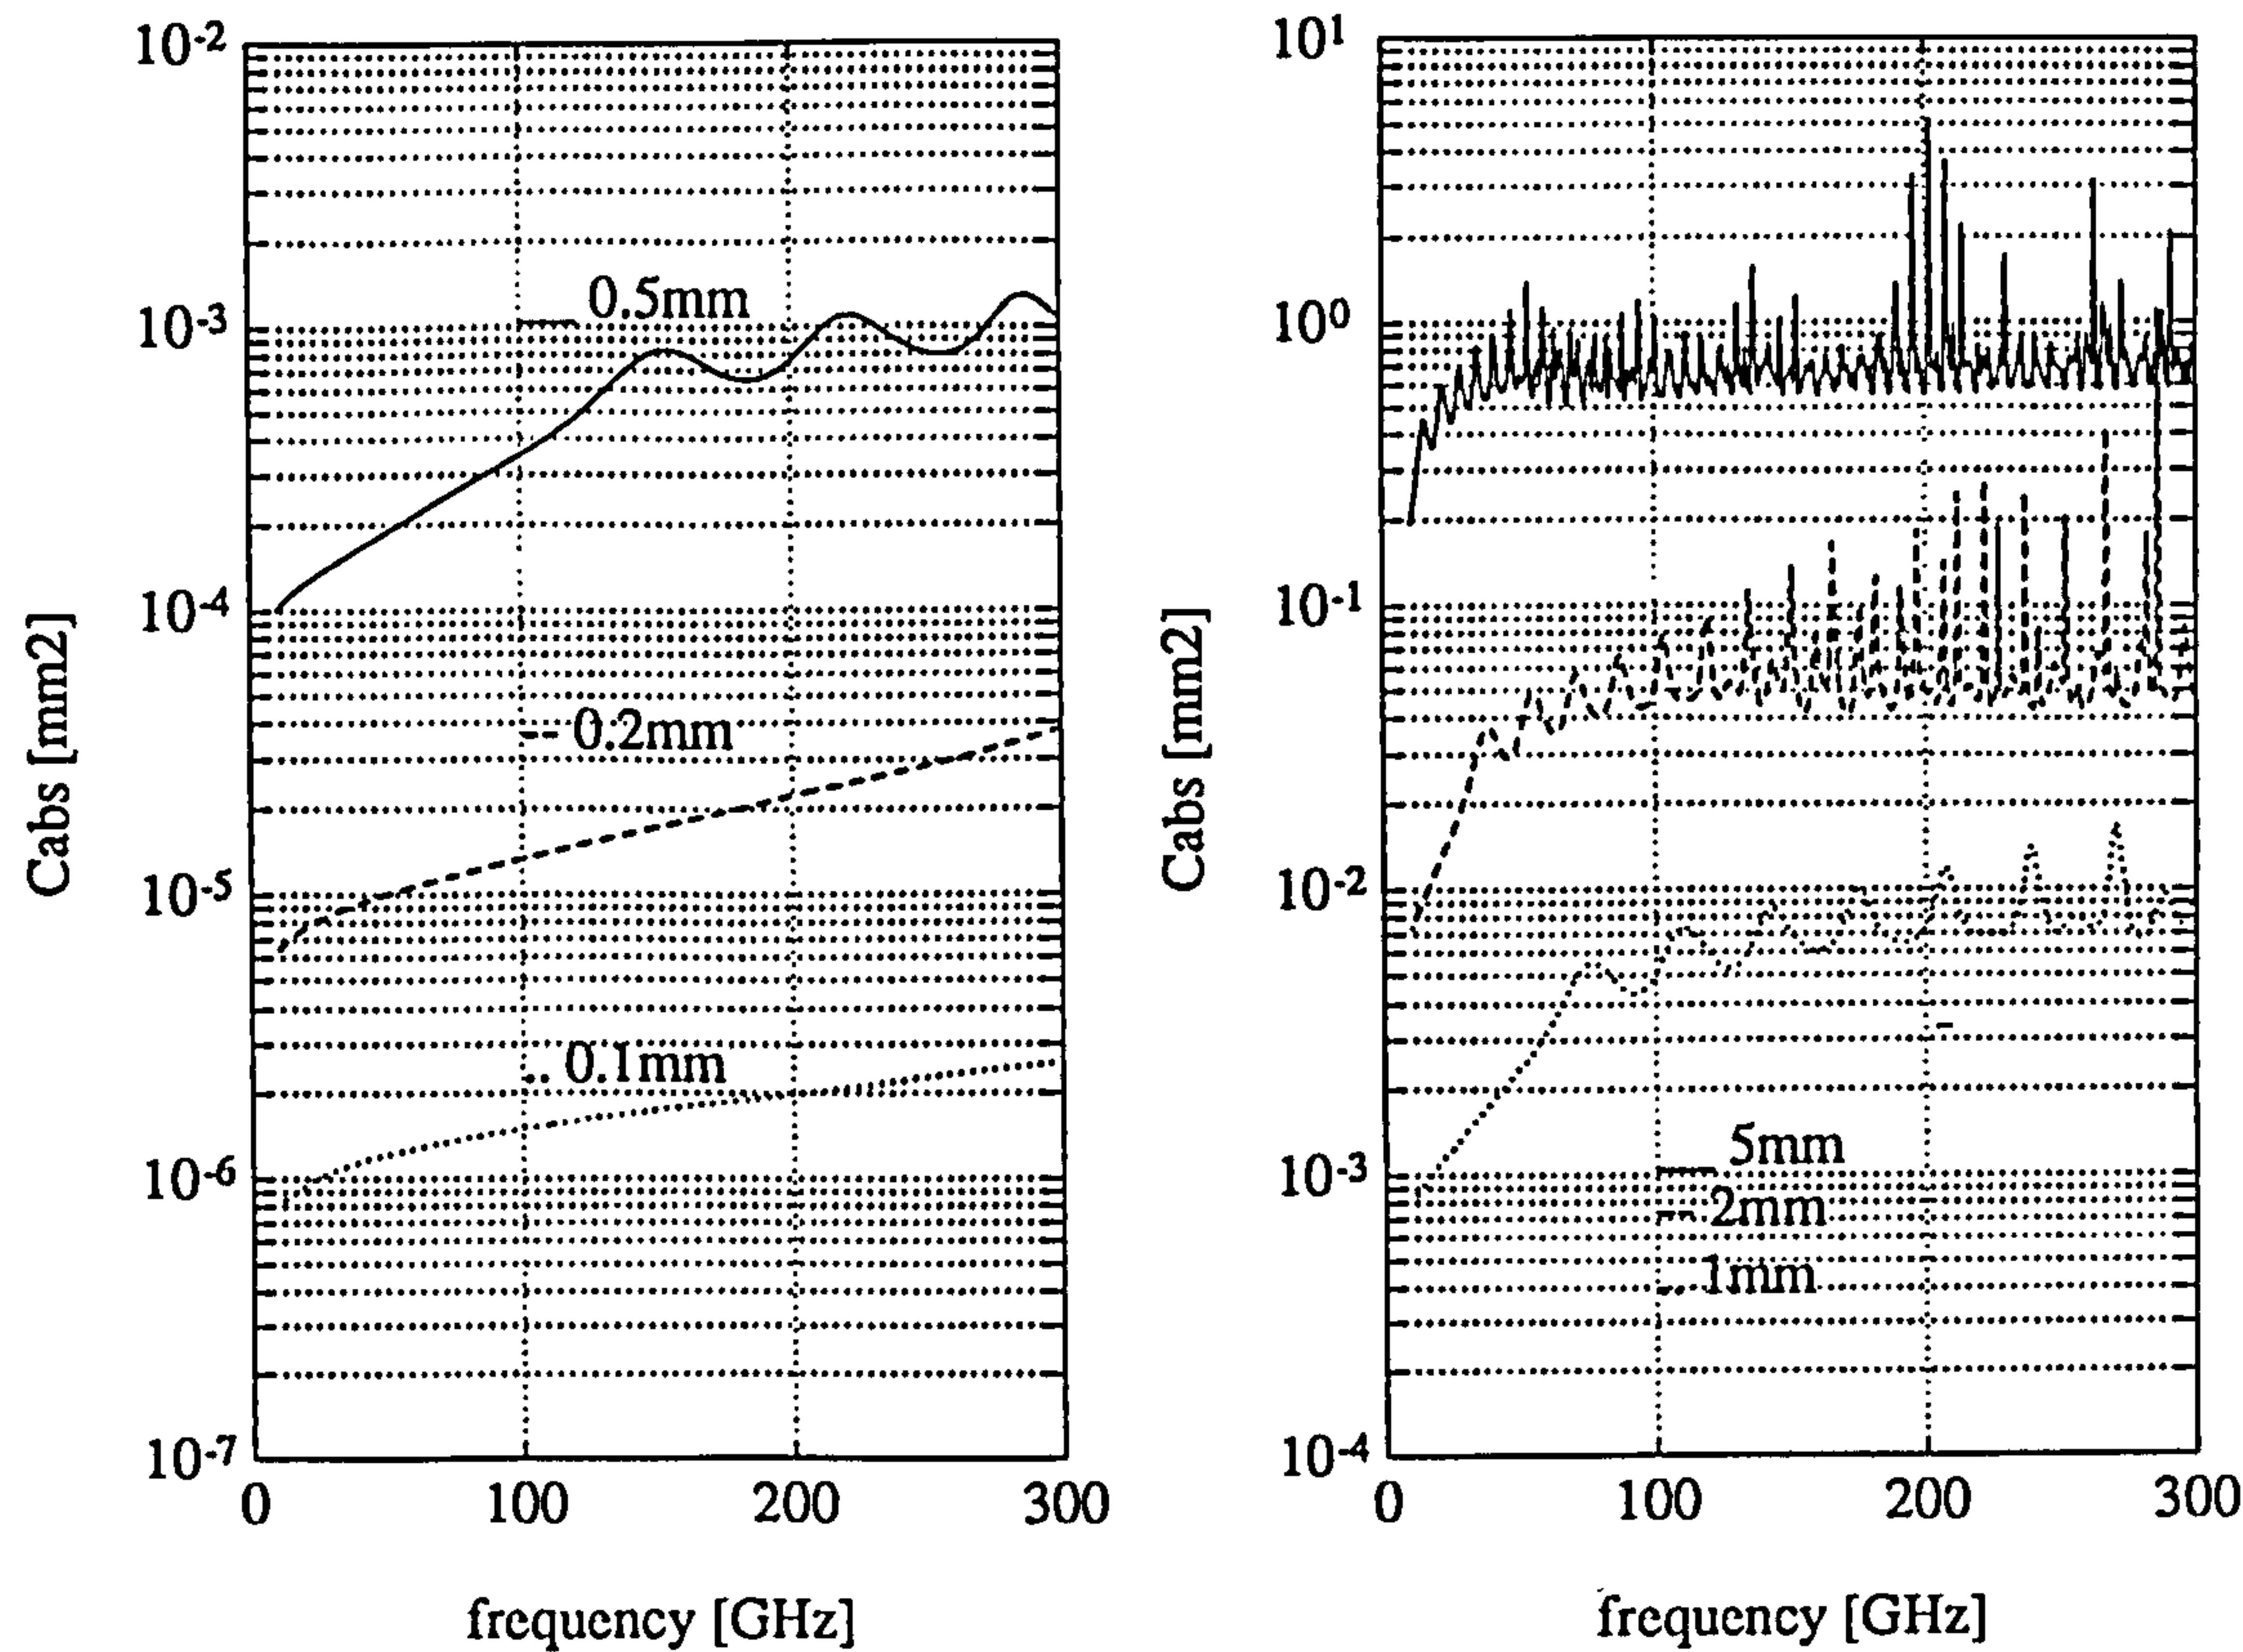 10-2
10-3
10-4
10-5
10-6
10-7
Cabs [mm2]
0.5mm
0.2mm
0.1mm
0 100 200 300
frequency [GHz]
101
100
10-1
10-2
10-3
10-4
Cabs [mm2]
5mm
2mm
1mm
0 100 200 300
frequency [GHz]